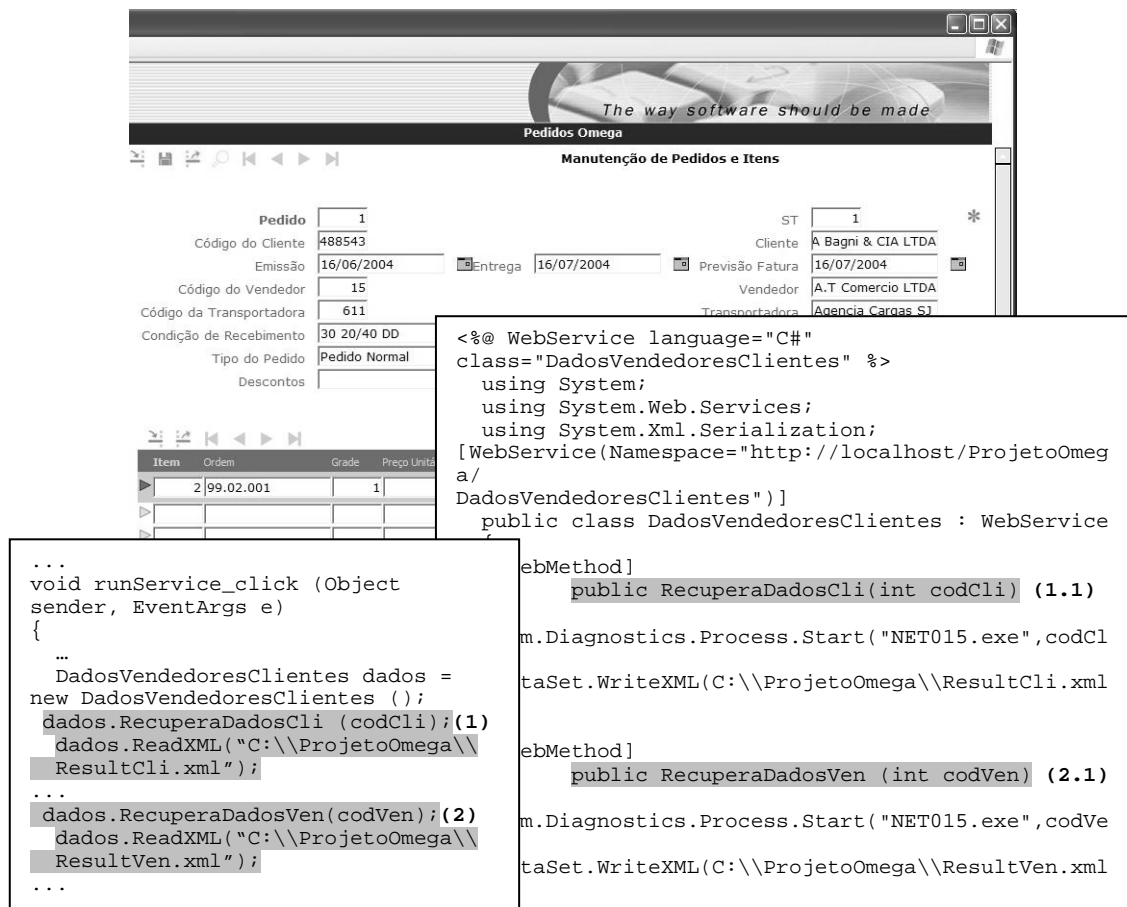 The way software should be made
Pedidos Omega
Manutenção de Pedidos e Itens
Pedido 1 ST 1 *
Código do Cliente 488543 Cliente A Bagni & CIA LTDA
Emissão 16/06/2004 Entrega 16/07/2004 Previsão Fatura 16/07/2004
Código do Vendedor 15 Vendedor A.T Comercio LTDA
Código da Transportadora 611 Transportadora Agencia Cargas SJ
Condição de Recebimento 30 20/40 DD
Tipo do Pedido Pedido Normal
Descontos
Item Ordem Grade Preço Unitá
2 99.02.001 1
<%@ WebService language="C#"
class="DadosVendedoresClientes" %>
using System;
using System.Web.Services;
using System.Xml.Serialization;
[WebService(Namespace="http://localhost/ProjetoOmeg
a/
DadosVendedoresClientes")]
public class DadosVendedoresClientes : WebService
{
ebMethod]
public RecuperaDadosCli(int codCli) (1.1)
m.Diagnostics.Process.Start("NET015.exe",codCl
taSet.WriteXML(C:\\ProjetoOmega\\ResultCli.xml
ebMethod]
public RecuperaDadosVen (int codVen) (2.1)
m.Diagnostics.Process.Start("NET015.exe",codVe
taSet.WriteXML(C:\\ProjetoOmega\\ResultVen.xml
...
void runService_click (Object
sender, EventArgs e)
{
…
DadosVendedoresClientes dados =
new DadosVendedoresClientes ();
dados.RecuperaDadosCli (codCli);(1)
dados.ReadXML(“C:\\ProjetoOmega\\
ResultCli.xml”);
...
dados.RecuperaDadosVen(codVen);(2)
dados.ReadXML(“C:\\ProjetoOmega\\
ResultVen.xml”);
...